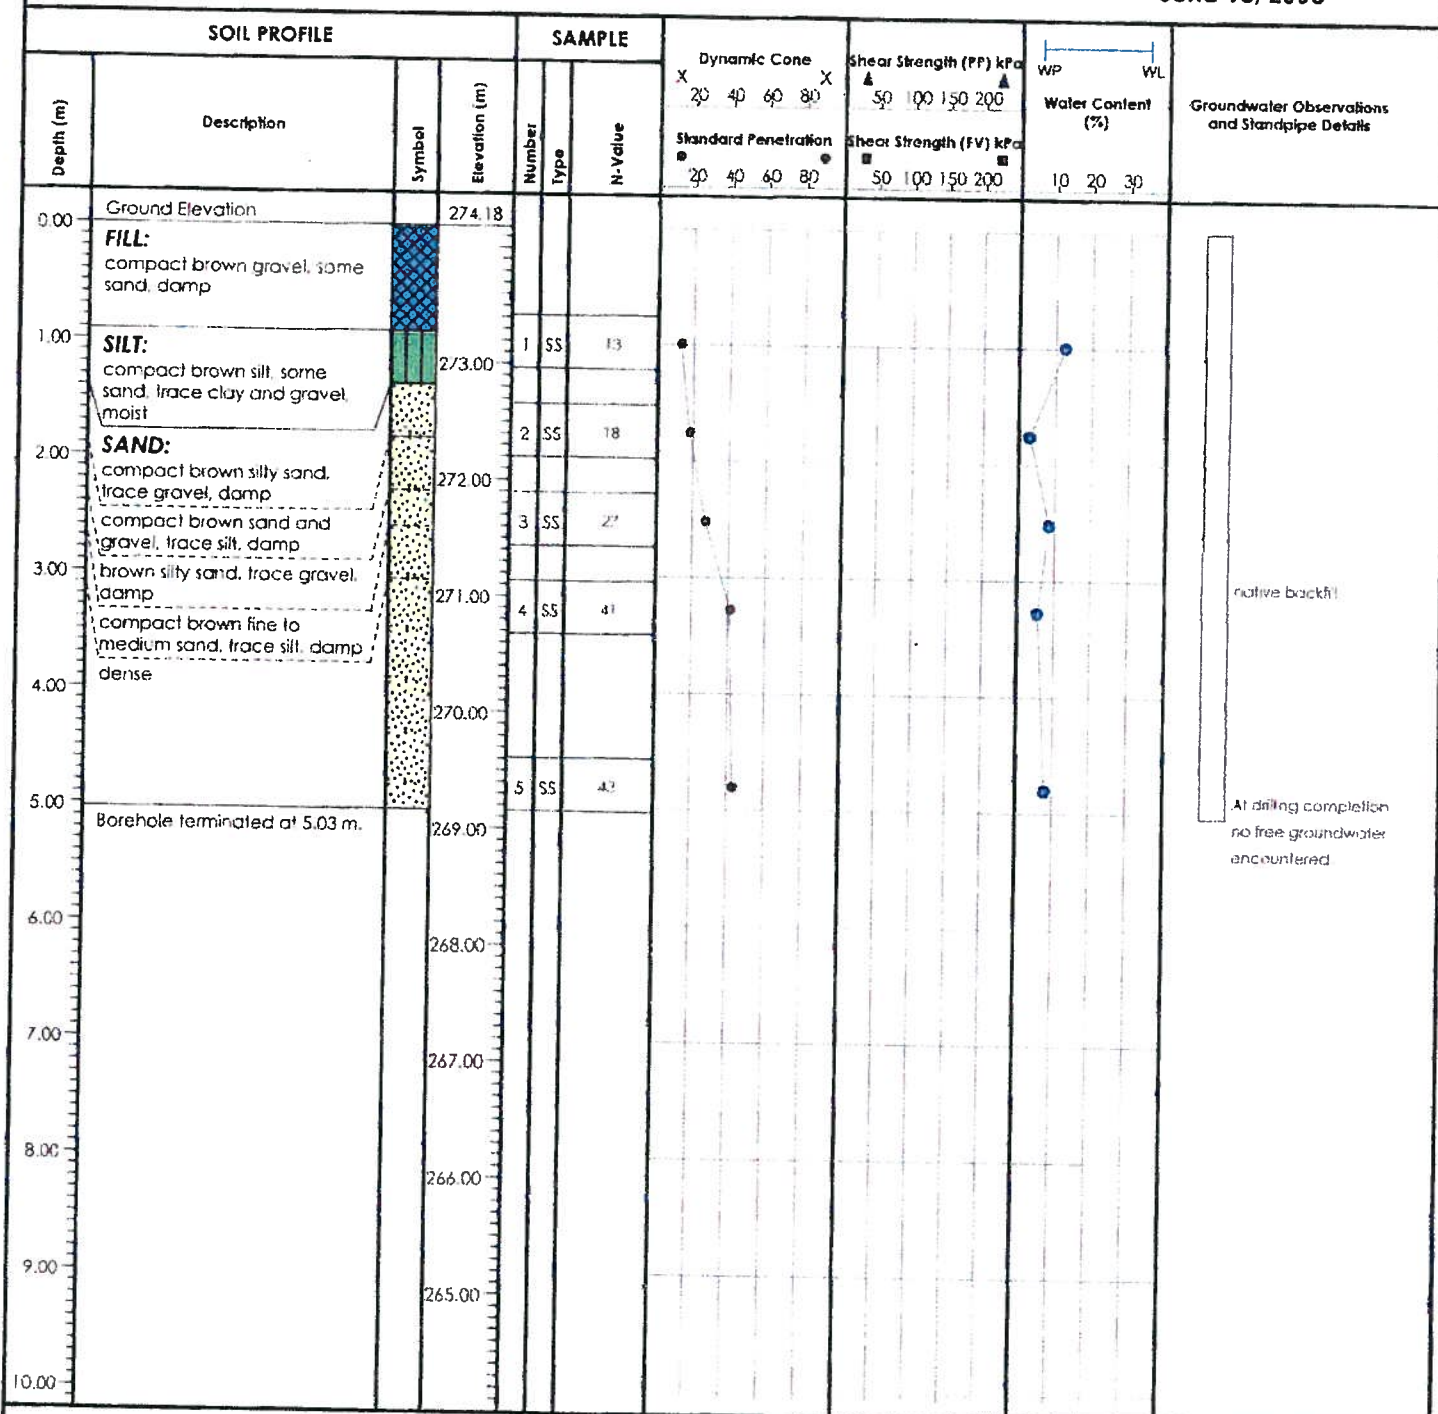 SOIL PROFILE
SAMPLE
Depth (m)
Description
Symbol
Elevation (m)
Number
Type
N-Value
Dynamic Cone
X X
20 40 60 80
Standard Penetration
20 40 60 80
Shear Strength (PP) kPa
50 100 150 200
Shear Strength (FV) kPa
50 100 150 200
WP WL
Water Content
(%)
10 20 30
Groundwater Observations
and Standpipe Details
0.00
Ground Elevation
274.18
FILL:
compact brown gravel, some
sand, damp
1.00
SILT:
compact brown silt, some
sand, trace clay and gravel,
moist
273.00
1 SS 13
SAND:
compact brown silty sand,
trace gravel, damp
2.00
272.00
2 SS 18
compact brown sand and
gravel, trace silt, damp
3 SS 27
3.00
brown silty sand, trace gravel,
damp
271.00
4 SS 41
native backfill
compact brown fine to
medium sand, trace silt, damp
dense
4.00
270.00
5 SS
5.00
Borehole terminated at 5.03 m.
269.00
At drilling completion
no free groundwater
encountered
6.00
268.00
7.00
267.00
8.00
266.00
9.00
265.00
10.00